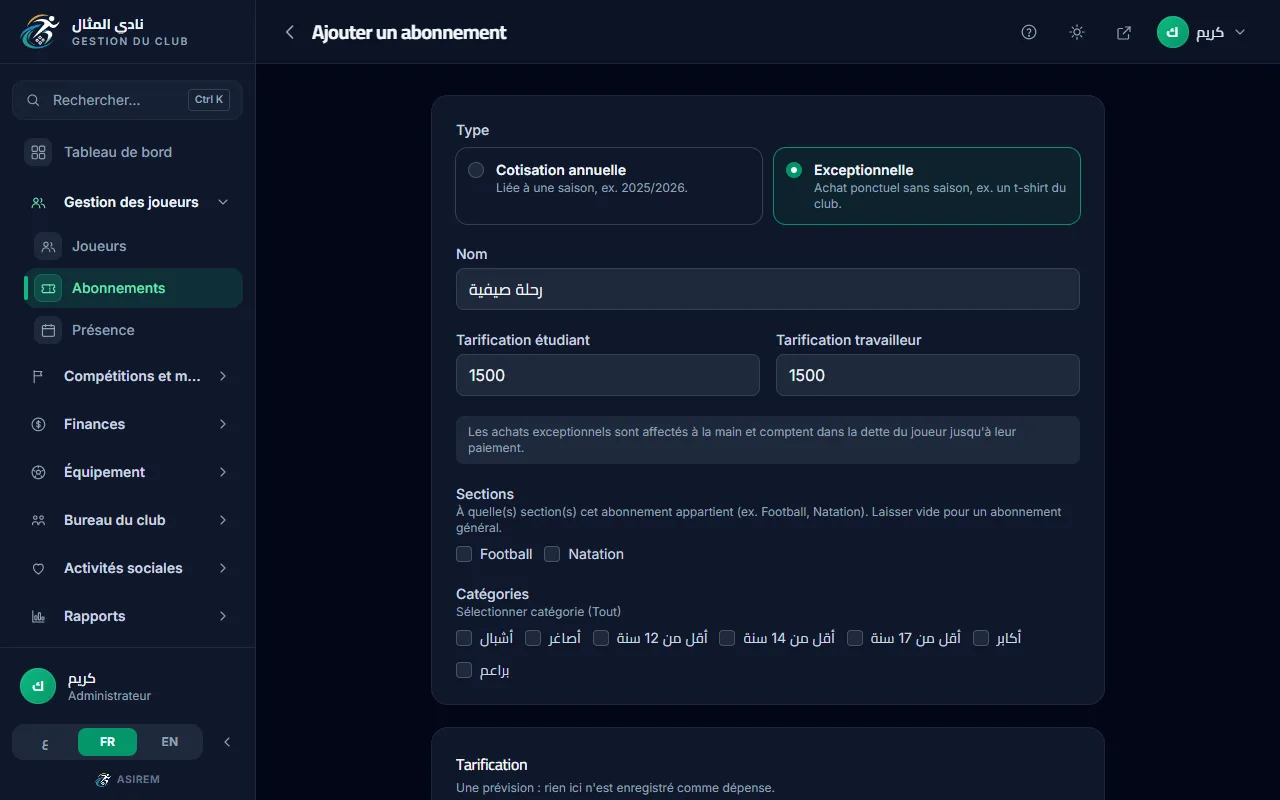 نادي المثال
GESTION DU CLUB
Rechercher...
Ctrl K
Tableau de bord
Gestion des joueurs
Joueurs
Abonnements
Présence
Compétitions et m...
Finances
Équipement
Bureau du club
Activités sociales
Rapports
ك
كريم
Administrateur
ع
FR
EN
ASIREM
Ajouter un abonnement
ك
كريم
Type
Cotisation annuelle
Liée à une saison, ex. 2025/2026.
Exceptionnelle
Achat ponctuel sans saison, ex. un t-shirt du
club.
Nom
رحلة صيفية
Tarification étudiant
Tarification travailleur
1500
1500
Les achats exceptionnels sont affectés à la main et comptent dans la dette du joueur jusqu'à leur
paiement.
Sections
À quelle(s) section(s) cet abonnement appartient (ex. Football, Natation). Laisser vide pour un abonnement
général.
Football
Natation
Catégories
Sélectionner catégorie (Tout)
أشبال
أصاغر
أقل من 12 سنة
أقل من 14 سنة
أقل من 17 سنة
أكابر
براعم
Tarification
Une prévision : rien ici n'est enregistré comme dépense.